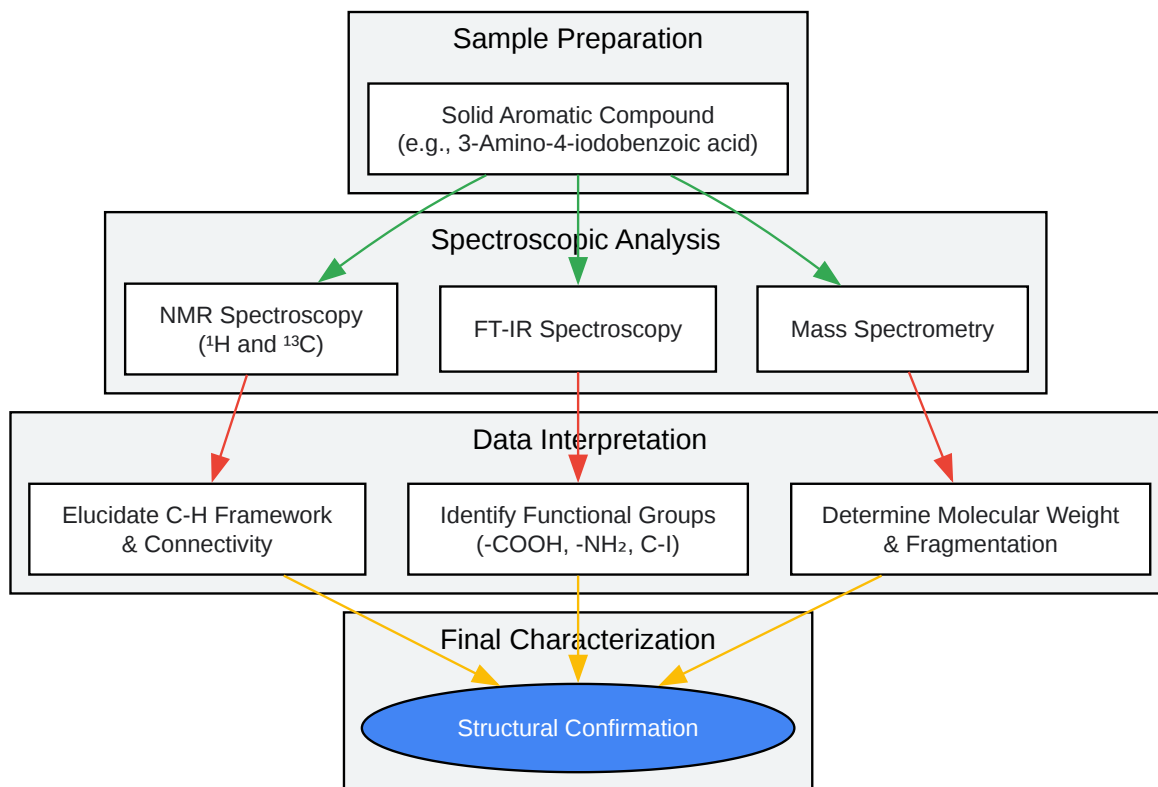 Sample Preparation
Solid Aromatic Compound
(e.g., 3-Amino-4-iodobenzoic acid)
Spectroscopic Analysis
NMR Spectroscopy
(¹H and ¹³C)
FT-IR Spectroscopy
Mass Spectrometry
Data Interpretation
Elucidate C-H Framework
& Connectivity
Identify Functional Groups
(-COOH, -NH₂, C-I)
Determine Molecular Weight
& Fragmentation
Final Characterization
Structural Confirmation